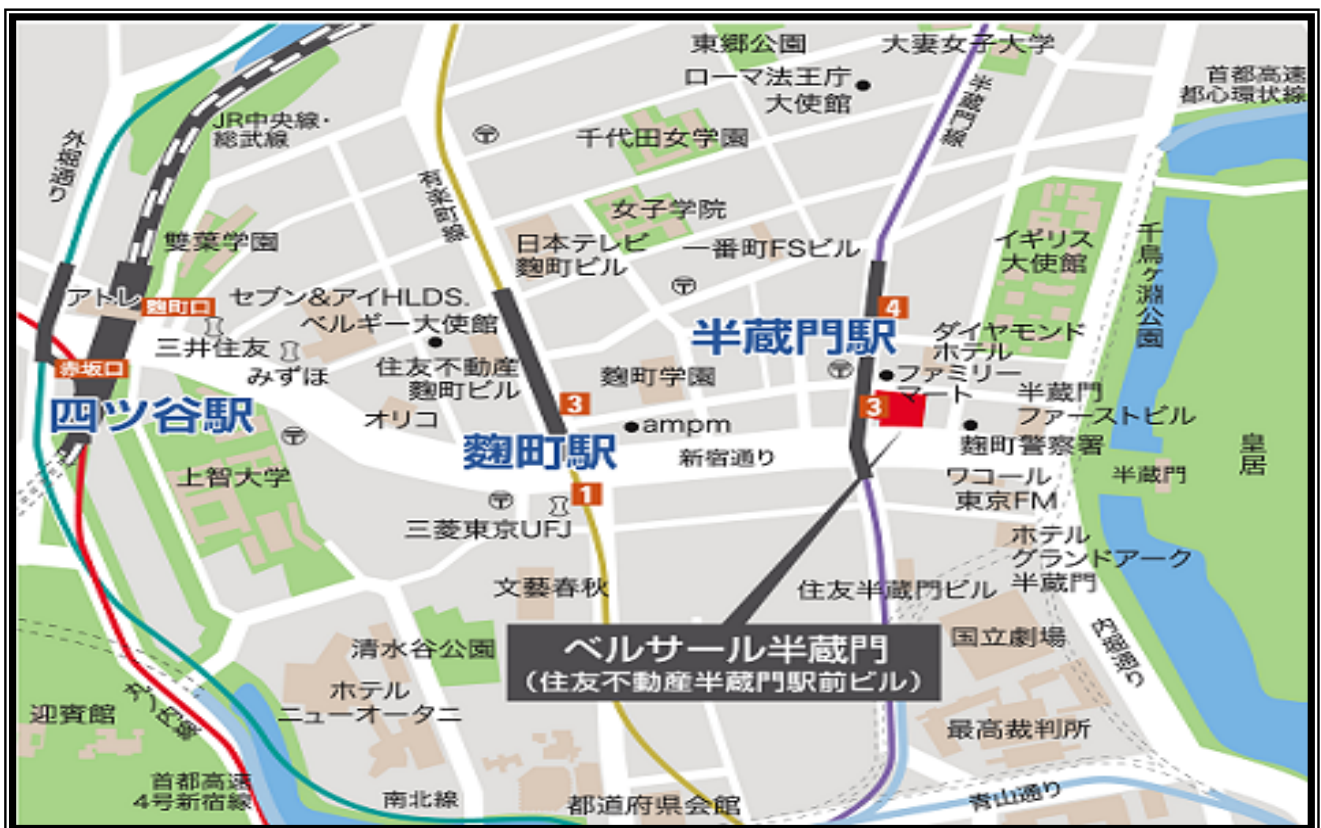 東郷公園
大妻女子大学
ローマ法王庁
大使館
半蔵門線
首都高速
都心環状線
JR中央線・
総武線
外堀通り
千代田女学園
有楽町線
女子学院
雙葉学園
日本テレビ
麴町ビル
一番町FSビル
イギリス
大使館
千鳥ヶ淵公園
アトレ
麴町口
セブン&アイHLDS.
ベルギー大使館
4
半蔵門駅
ダイヤモンド
ホテル
三井住友
みずほ
赤坂口
住友不動産
麴町ビル
麴町学園
ファミリー
マート
半蔵門
ファーストビル
四ツ谷駅
オリコ
3
ampm
3
麴町警察署
麴町駅
新宿通り
皇居
上智大学
1
ワコール
東京FM
半蔵門
三菱東京UFJ
ホテル
グランドアーク
半蔵門
文藝春秋
住友半蔵門ビル
清水谷公園
ベルサール半蔵門
(住友不動産半蔵門駅前ビル)
国立劇場
内堀通り
ホテル
ニューオータニ
迎賓館
丸ノ内線
最高裁判所
首都高速
4号新宿線
南北線
都道府県会館
青山通り